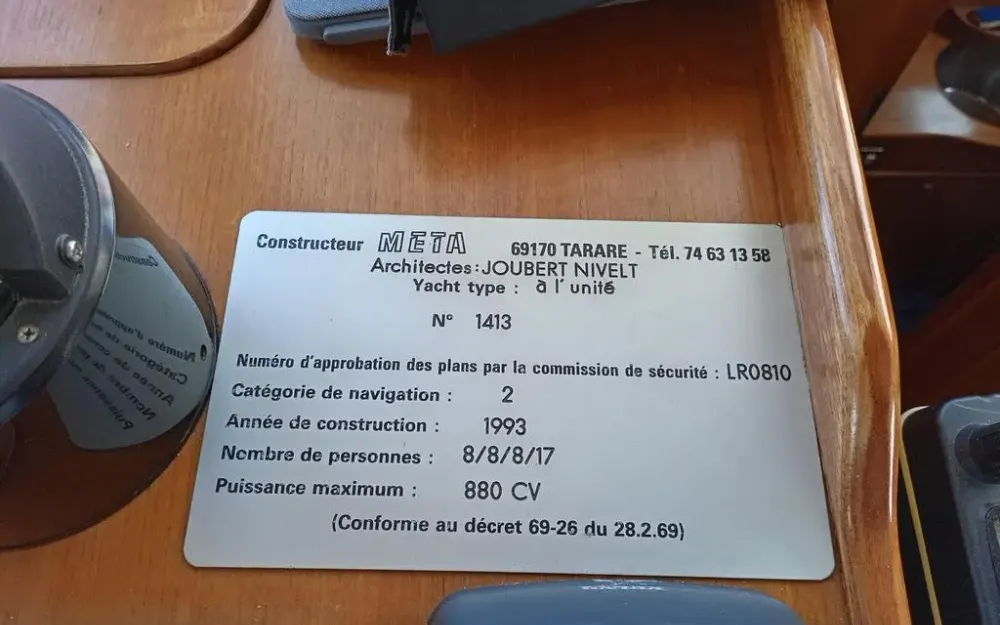 Constructeur META 69170 TARARE - Tél. 74 63 13 58
Architectes: JOUBERT NIVELT
Yacht type : à l'unité
N° 1413
Numéro d'approbation des plans par la commission de sécurité : LR0810
Catégorie de navigation : 2
Année de construction : 1993
Nombre de personnes : 8/8/8/17
Puissance maximum : 880 CV
(Conforme au décret 69-26 du 28.2.69)